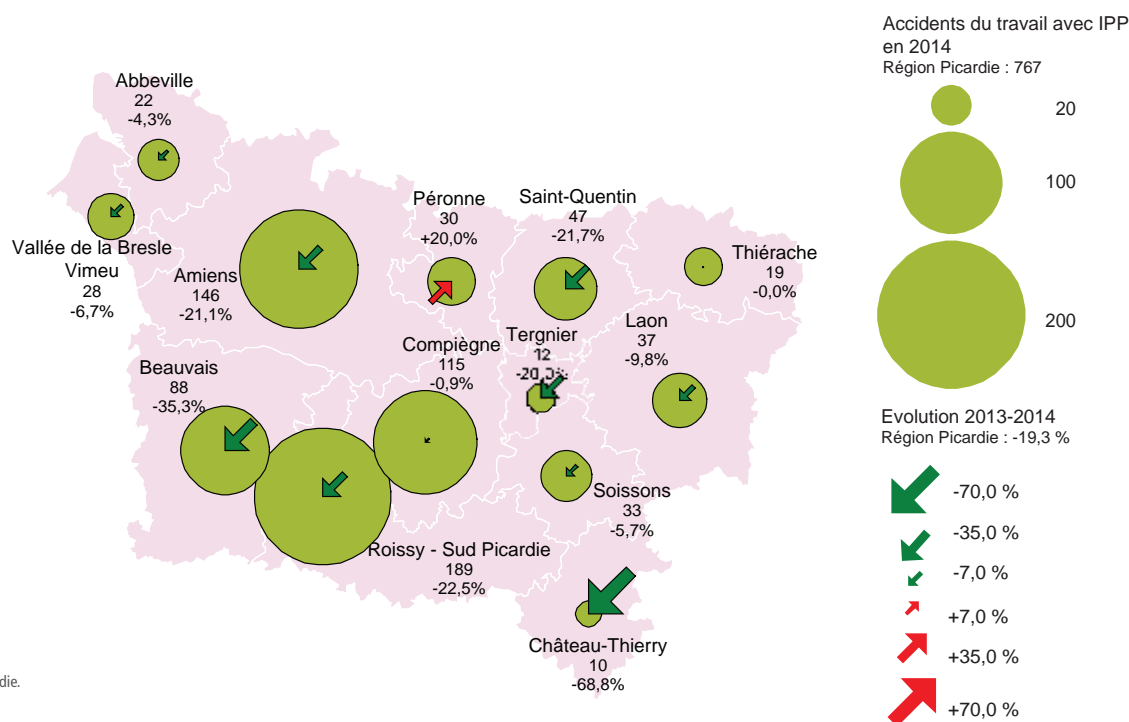 Accidents du travail avec IPP
en 2014
Région Picardie : 767
20
100
200
Evolution 2013-2014
Région Picardie : -19,3 %
-70,0 %
-35,0 %
-7,0 %
+7,0 %
+35,0 %
+70,0 %
Abbeville
22
-4,3%
Vallée de la Bresle
Vimeu
28
-6,7%
Amiens
146
-21,1%
Péronne
30
+20,0%
Saint-Quentin
47
-21,7%
Thiérache
19
-0,0%
Tergnier
12
-20,0%
Laon
37
-9,8%
Compiègne
115
-0,9%
Beauvais
88
-35,3%
Soissons
33
-5,7%
Roissy - Sud Picardie
189
-22,5%
Château-Thierry
10
-68,8%
die.